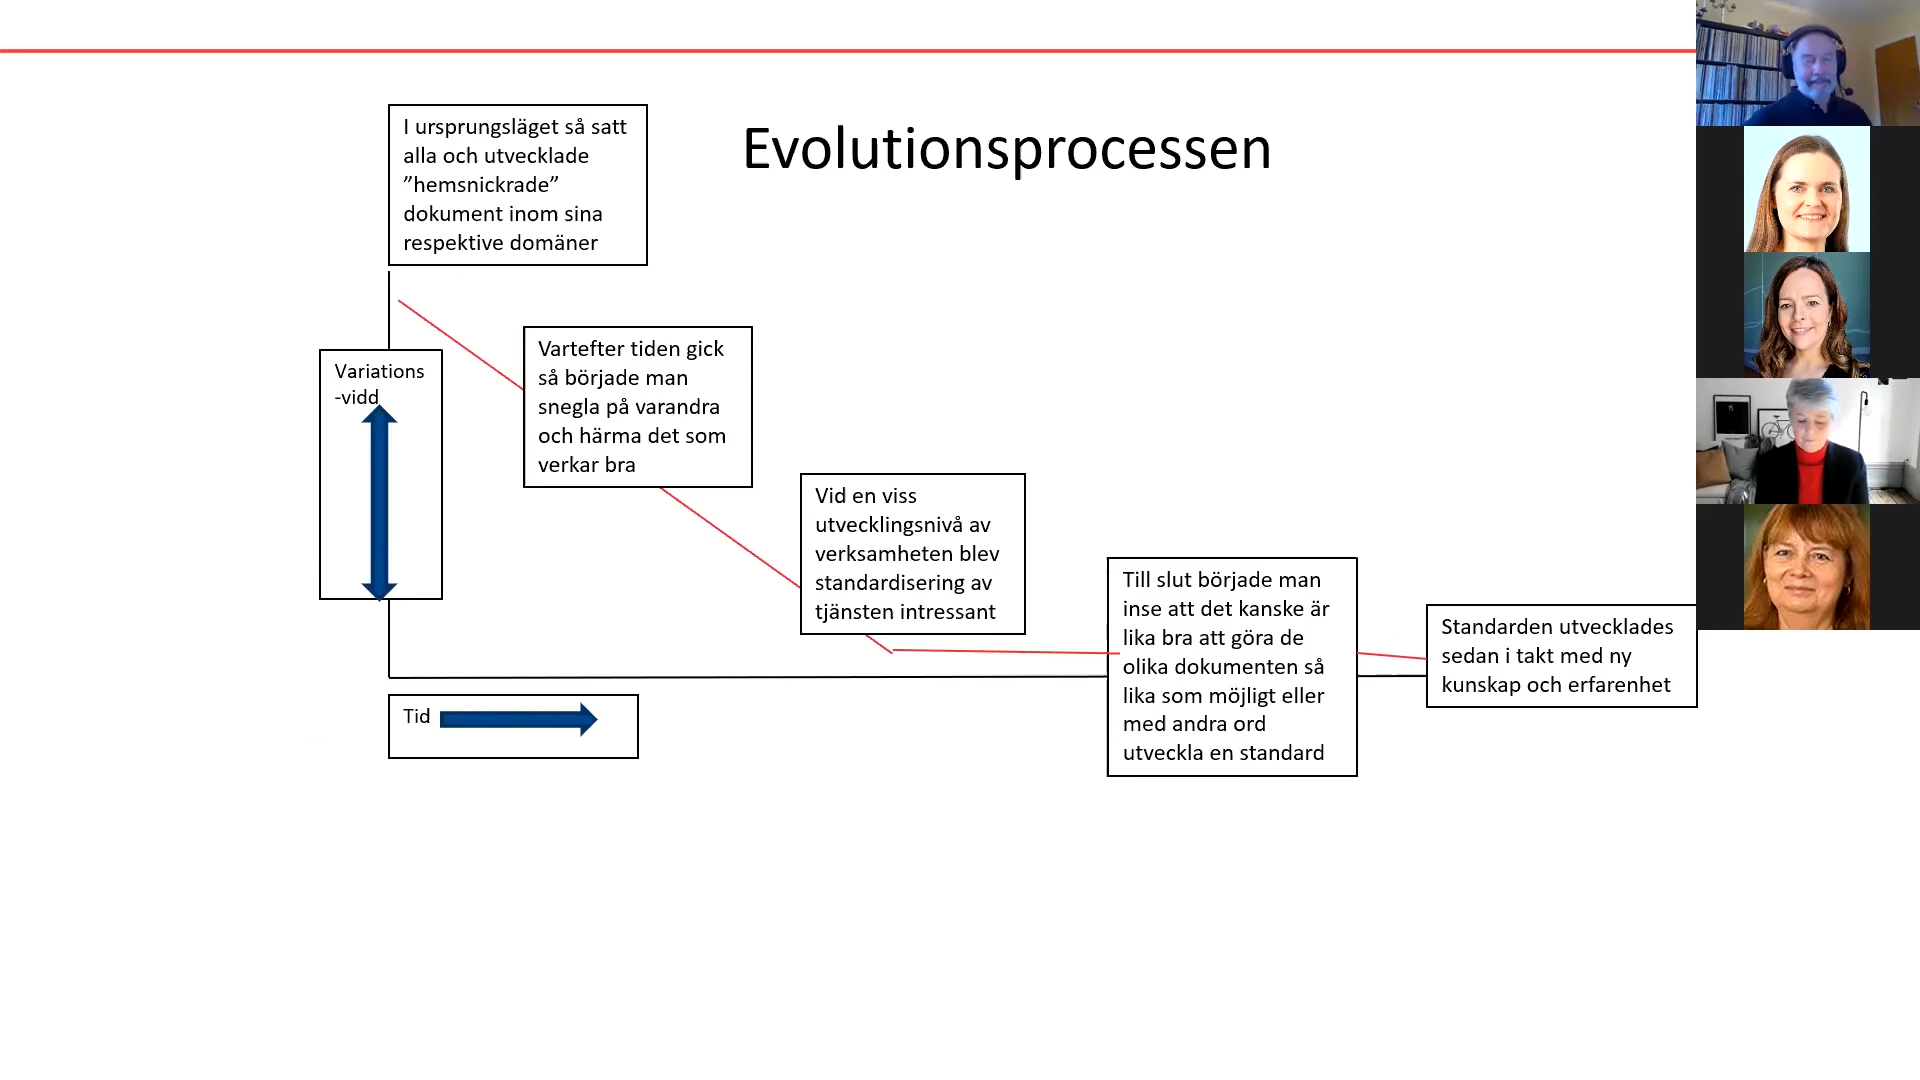 Evolutionsprocessen
I ursprungsläget så satt
alla och utvecklade
”hemsnickrade”
dokument inom sina
respektive domäner
Variations
-vidd
Vartefter tiden gick
så började man
snegla på varandra
och härma det som
verkar bra
Vid en viss
utvecklingsnivå av
verksamheten blev
standardisering av
tjänsten intressant
Till slut började man
inse att det kanske är
lika bra att göra de
olika dokumenten så
lika som möjligt eller
med andra ord
utveckla en standard
Standarden utvecklades
sedan i takt med ny
kunskap och erfarenhet
Tid